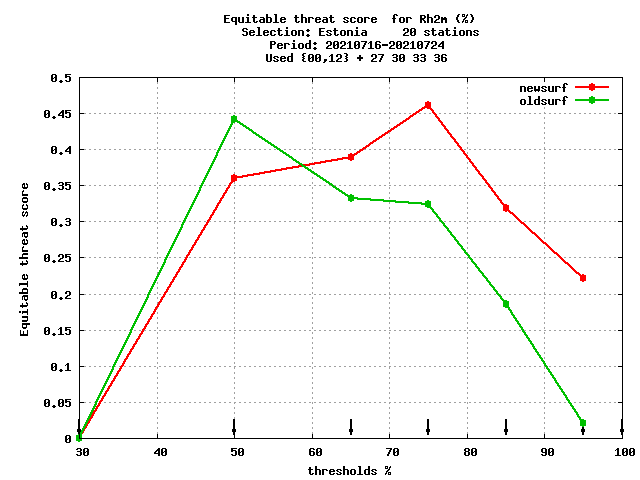 Equitable threat score  for Rh2m (%)
Selection: Estonia     20 stations
Period: 20210716-20210724
Used {00,12} + 27 30 33 36
newsurf
oldsurf
Equitable threat score
0.5
0.45
0.4
0.35
0.3
0.25
0.2
0.15
0.1
0.05
0
30 40 50 60 70 80 90 100
thresholds %